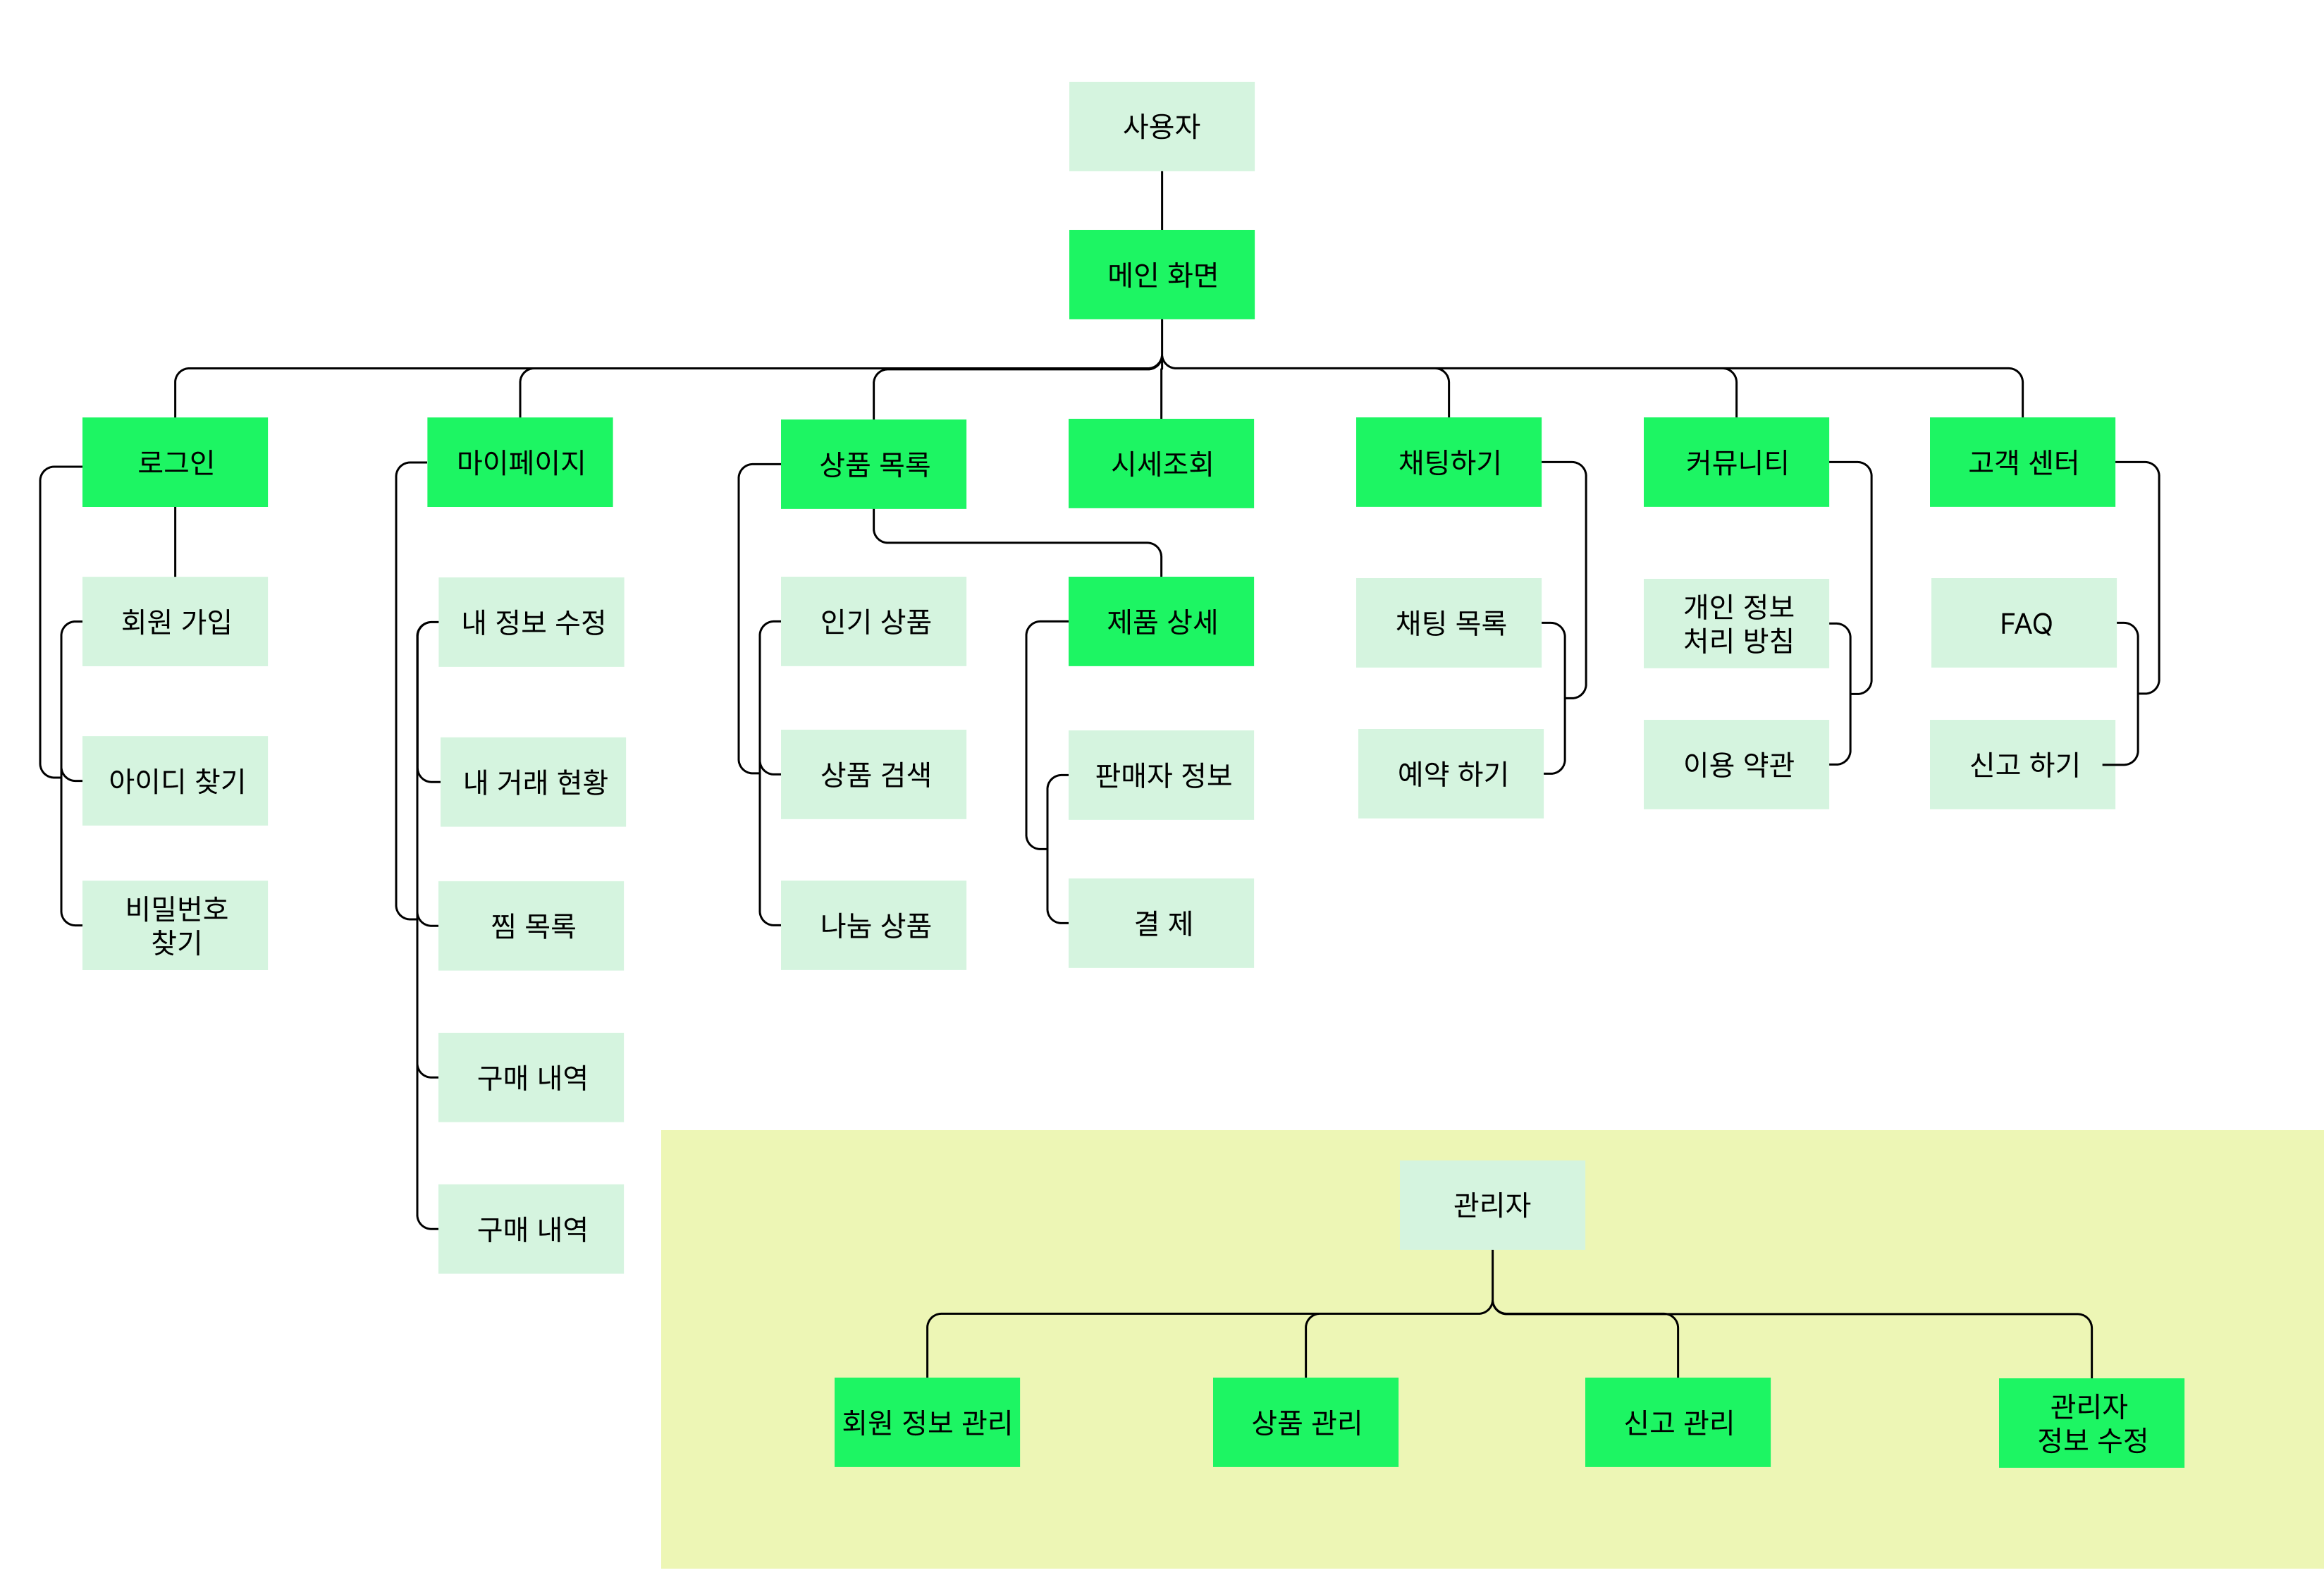 사용자
메인 화면
로그인
마이페이지
상품 목록
시세조회
채팅하기
커뮤니티
고객 센터
회원 가입
내 정보 수정
인기 상품
제품 상세
채팅 목록
개인 정보
처리 방침
FAQ
아이디 찾기
내 거래 현황
상품 검색
판매자 정보
예약 하기
이용 약관
신고 하기
비밀번호
찾기
찜 목록
나눔 상품
결 제
구매 내역
구매 내역
관리자
회원 정보 관리
상품 관리
신고 관리
관리자
정보 수정